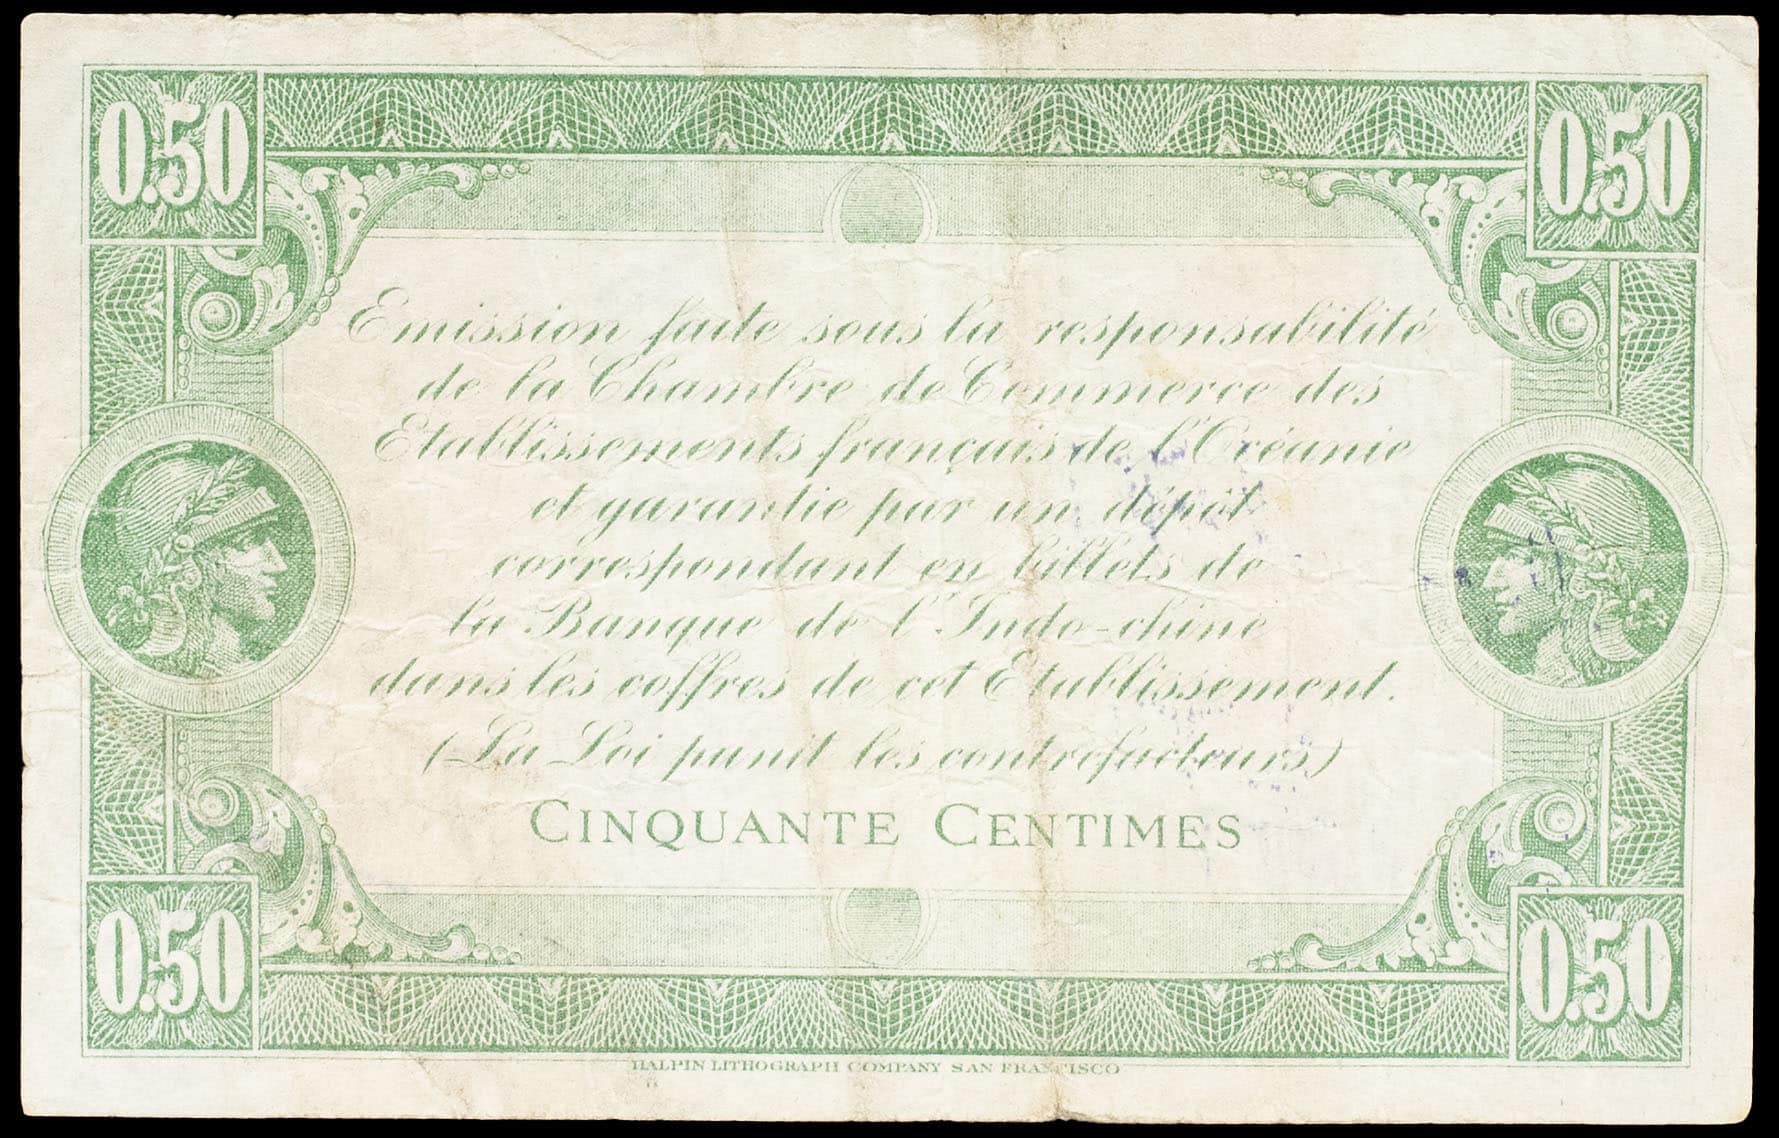 0.50 0.50
Emission faite sous la responsabilité
de la Chambre de Commerce des
Etablissements français de l'Océanie
et garantie par un dépôt
correspondant en billets de
la Banque de l'Indo-chine
dans les coffres de cet Etablissement.
(La Loi punit les contrefacteurs)
CINQUANTE CENTIMES
0.50 0.50
HALPIN LITHOGRAPH COMPANY SAN FRANCISCO